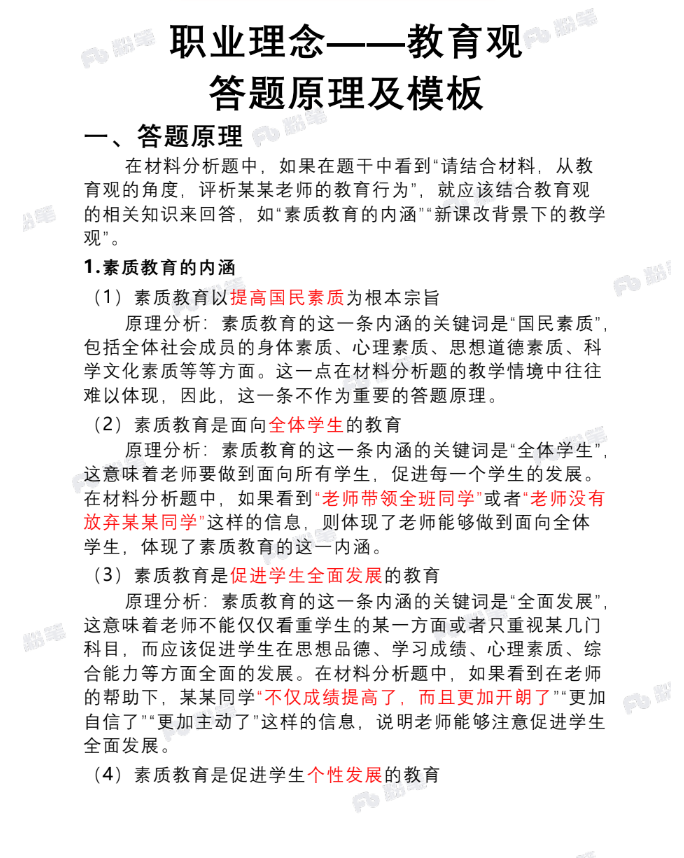 职业理念——教育观
答题原理及模板
一、答题原理
在材料分析题中，如果在题干中看到“请结合材料，从教
育观的角度，评析某某老师的教育行为”，就应该结合教育观
的相关知识来回答，如“素质教育的内涵”“新课改背景下的教学
观”。
1.素质教育的内涵
（1）素质教育以提高国民素质为根本宗旨
原理分析：素质教育的这一条内涵的关键词是“国民素质”，
包括全体社会成员的身体素质、心理素质、思想道德素质、科
学文化素质等等方面。这一点在材料分析题的教学情境中往往
难以体现，因此，这一条不作为重要的答题原理。
（2）素质教育是面向全体学生的教育
原理分析：素质教育的这一条内涵的关键词是“全体学生”，
这意味着老师要做到面向所有学生，促进每一个学生的发展。
在材料分析题中，如果看到“老师带领全班同学”或者“老师没有
放弃某某同学”这样的信息，则体现了老师能够做到面向全体
学生，体现了素质教育的这一内涵。
（3）素质教育是促进学生全面发展的教育
原理分析：素质教育的这一条内涵的关键词是“全面发展”，
这意味着老师不能仅仅看重学生的某一方面或者只重视某几门
科目，而应该促进学生在思想品德、学习成绩、心理素质、综
合能力等方面全面的发展。在材料分析题中，如果看到在老师
的帮助下，某某同学“不仅成绩提高了，而且更加开朗了”“更加
自信了”“更加主动了”这样的信息，说明老师能够注意促进学生
全面发展。
（4）素质教育是促进学生个性发展的教育